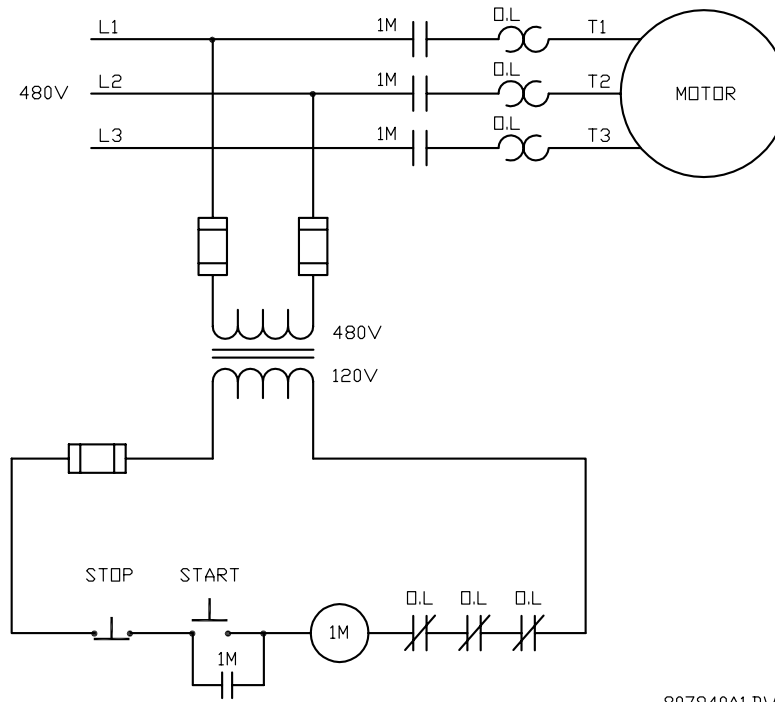 O.L
L1 1M T1
O.L
480V L2 1M T2 MOTOR
O.L
L3 1M T3
480V
120V
STOP START
O.L O.L O.L
1M
1M